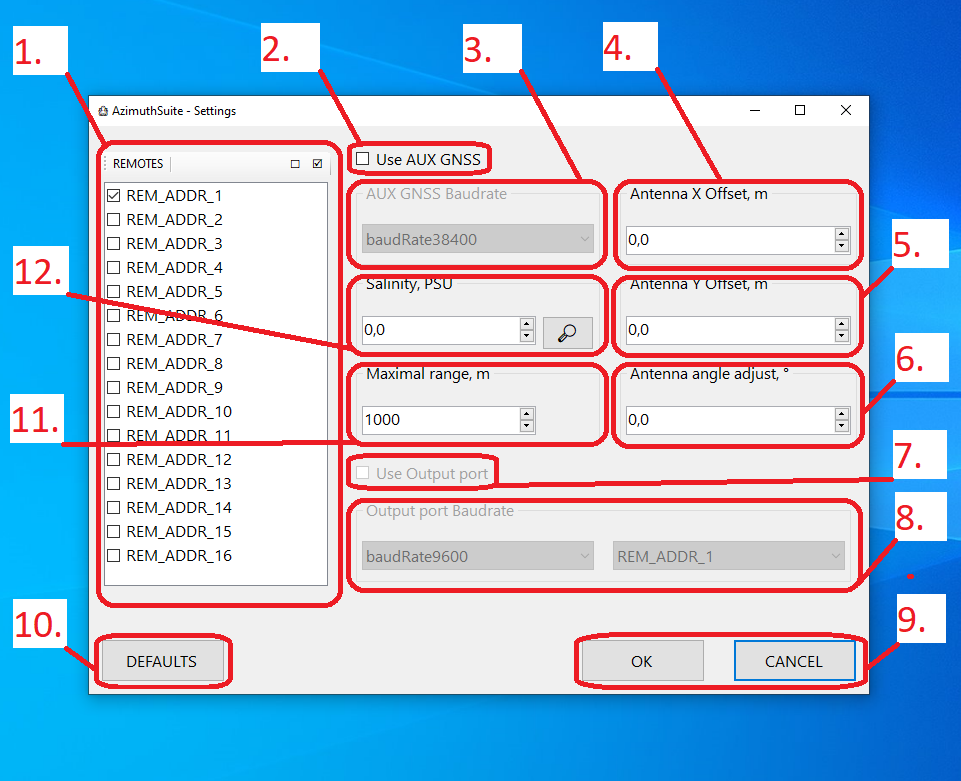 1.
2.
3.
4.
AzimuthSuite - Settings
REMOTES
REM_ADDR_1
REM_ADDR_2
REM_ADDR_3
REM_ADDR_4
REM_ADDR_5
REM_ADDR_6
REM_ADDR_7
REM_ADDR_8
REM_ADDR_9
REM_ADDR_10
REM_ADDR_11
REM_ADDR_12
REM_ADDR_13
REM_ADDR_14
REM_ADDR_15
REM_ADDR_16
Use AUX GNSS
AUX GNSS Baudrate
baudRate38400
Antenna X Offset, m
0,0
Salinity, PSU
0,0
Antenna Y Offset, m
0,0
Maximal range, m
1000
Antenna angle adjust, °
0,0
Use Output port
Output port Baudrate
baudRate9600
REM_ADDR_1
5.
6.
7.
8.
9.
10.
11.
12.
DEFAULTS
OK
CANCEL